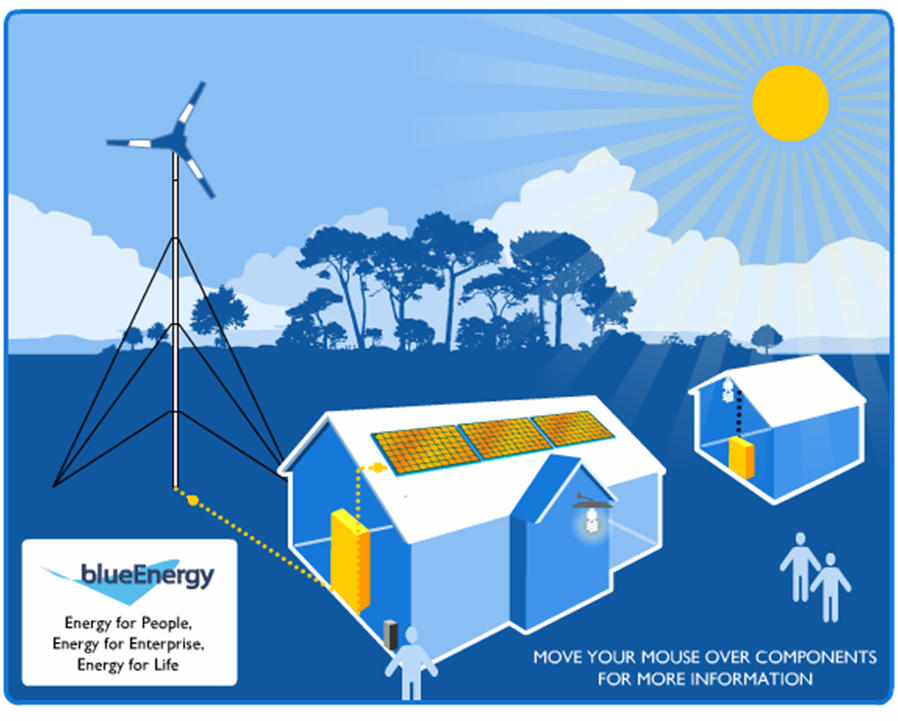 blueEnergy
Energy for People,
Energy for Enterprise,
Energy for Life
MOVE YOUR MOUSE OVER COMPONENTS
FOR MORE INFORMATION